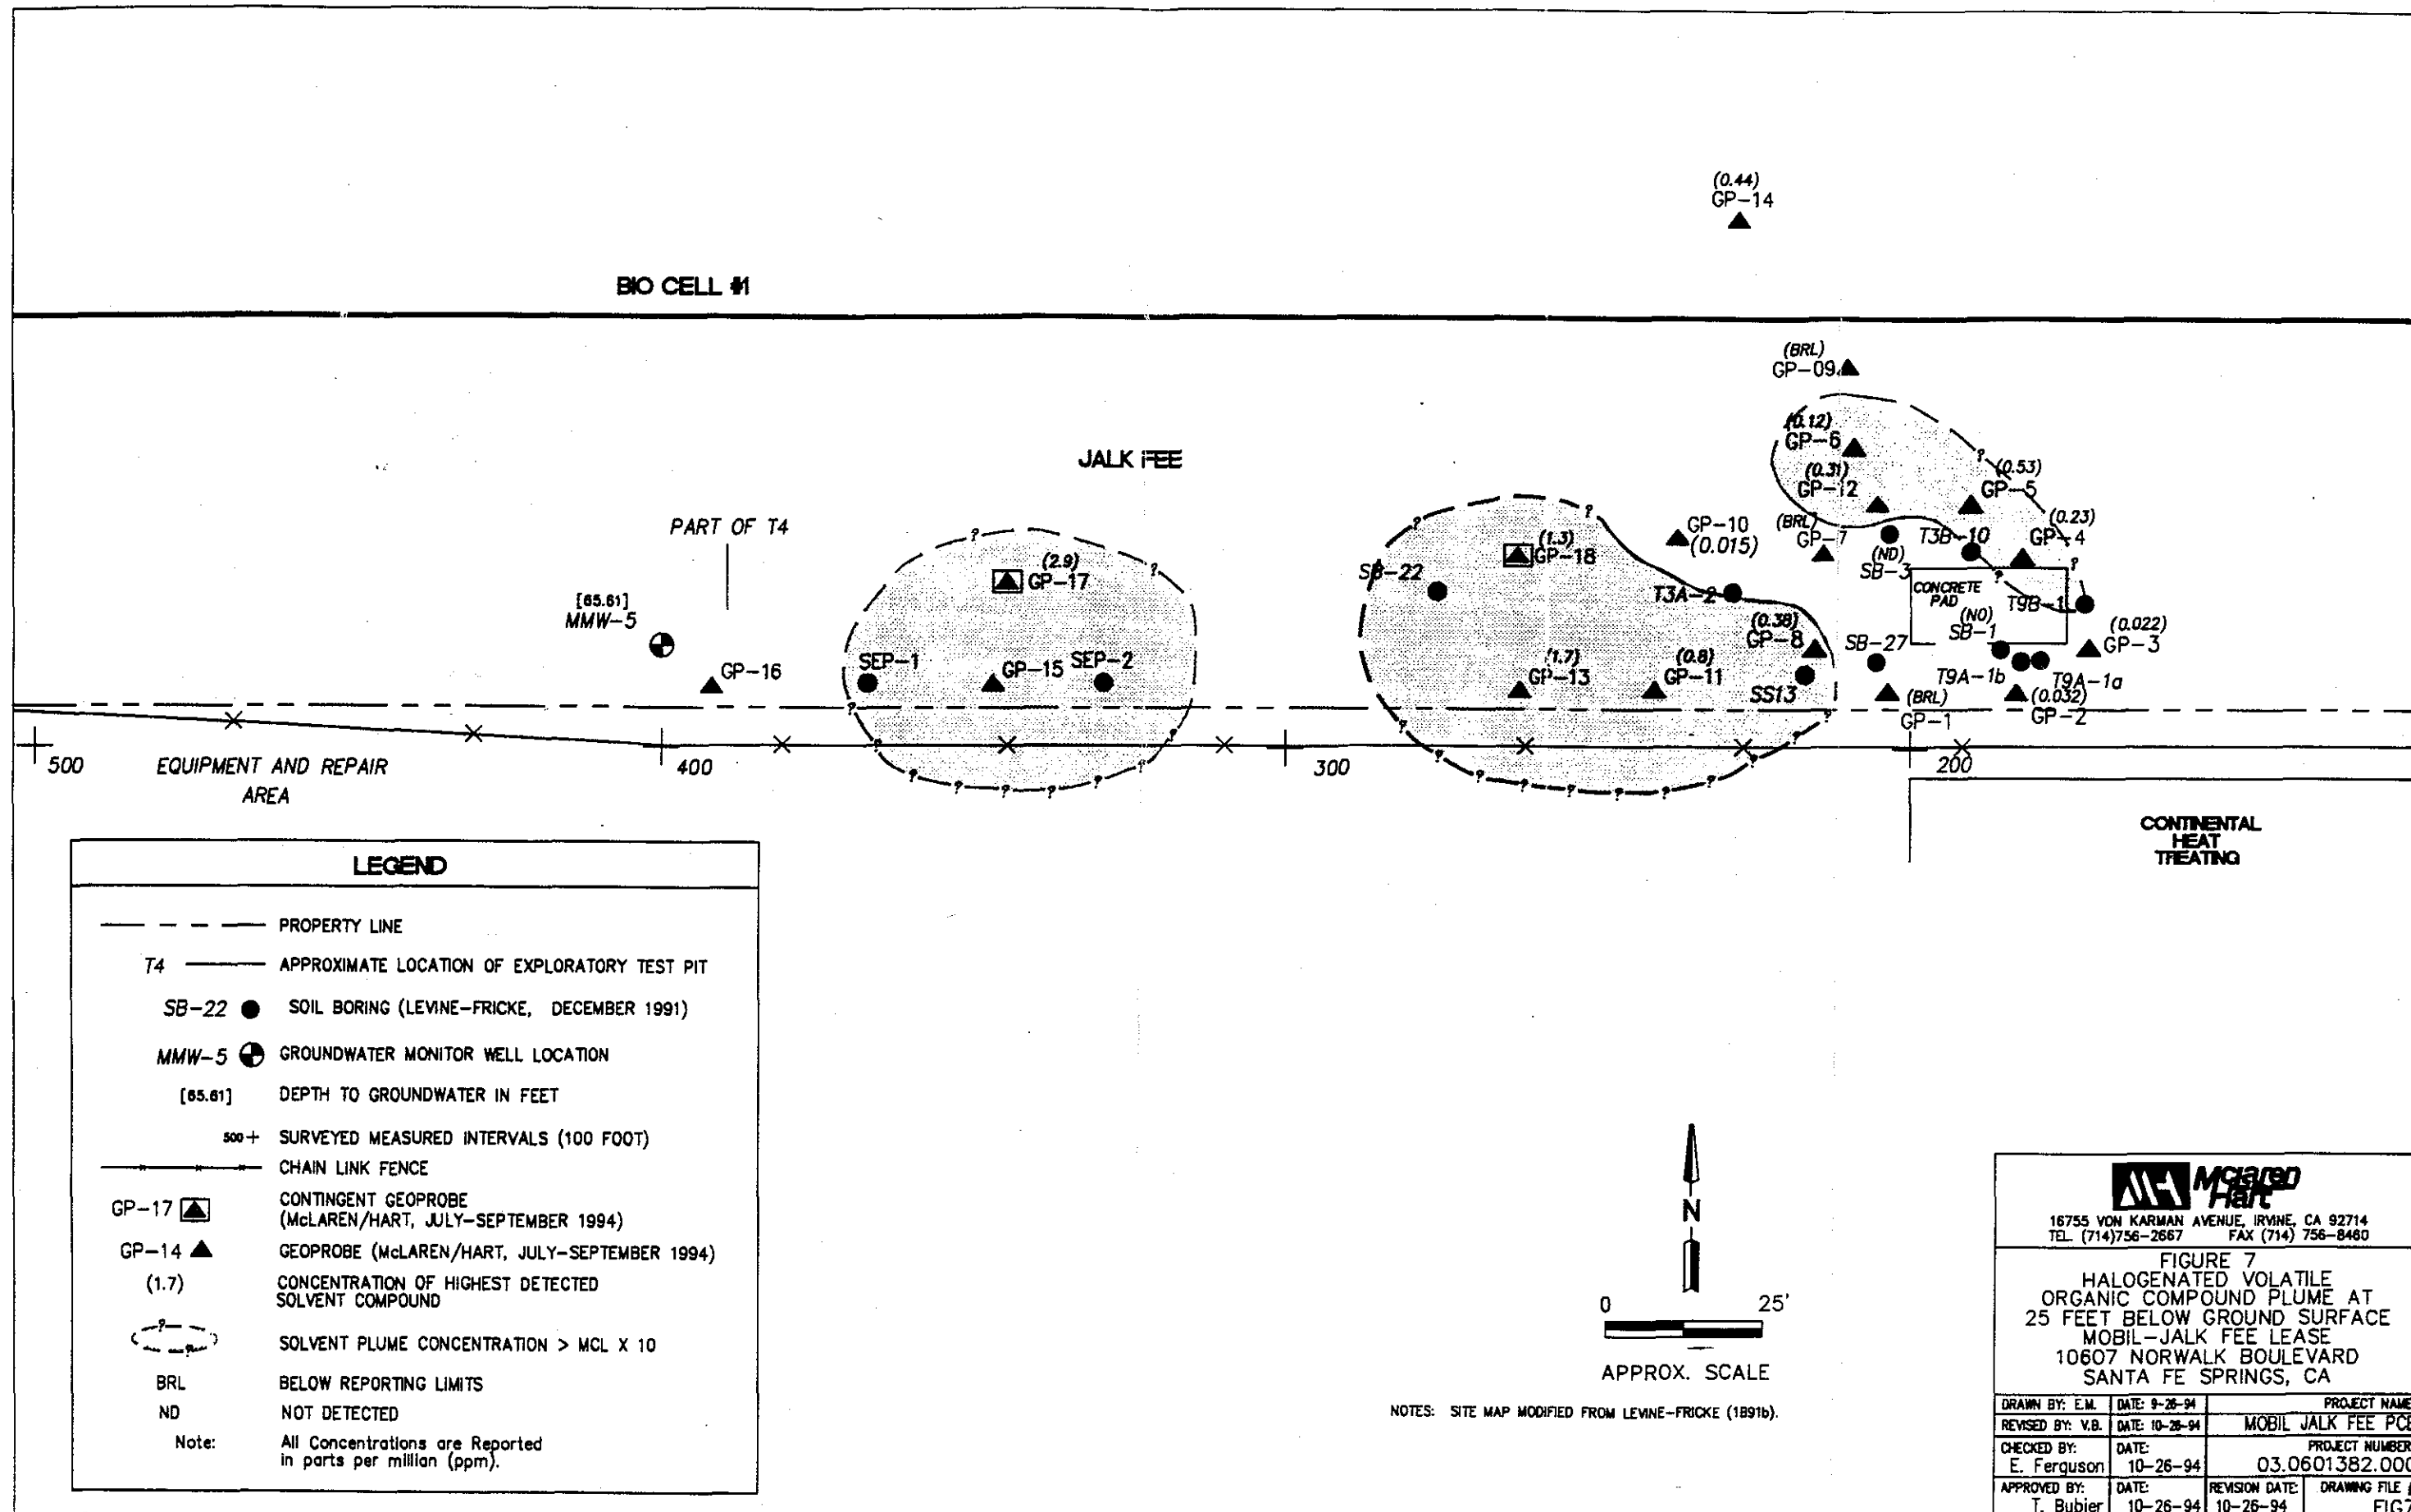 (0.44)
GP-14
BIO CELL #1
(BRL)
GP-09
JALK FEE
(0.12)
GP-6
(0.31)
GP-12
(0.53)
GP-5
(BRL)
GP-7
(0.23)
GP-4
T3B-10
(ND)
SB-3
GP-10
(0.015)
(1.3)
GP-18
SB-22
T3A-2
PART OF T4
(2.9)
GP-17
[65.61]
MMW-5
CONCRETE
PAD
T9B-1
(NO)
SB-1
(0.022)
GP-3
(0.38)
GP-8
SB-27
SEP-1
GP-15
SEP-2
GP-16
(1.7)
GP-13
(0.8)
GP-11
SS13
T9A-1b
T9A-1a
(BRL)
GP-1
(0.032)
GP-2
500
400
300
200
EQUIPMENT AND REPAIR
AREA
CONTINENTAL
HEAT
TREATING
LEGEND
PROPERTY LINE
T4 APPROXIMATE LOCATION OF EXPLORATORY TEST PIT
SB-22 SOIL BORING (LEVINE-FRICKE, DECEMBER 1991)
MMW-5 GROUNDWATER MONITOR WELL LOCATION
[65.61] DEPTH TO GROUNDWATER IN FEET
500+ SURVEYED MEASURED INTERVALS (100 FOOT)
CHAIN LINK FENCE
GP-17 CONTINGENT GEOPROBE
(McLAREN/HART, JULY-SEPTEMBER 1994)
GP-14 GEOPROBE (McLAREN/HART, JULY-SEPTEMBER 1994)
(1.7) CONCENTRATION OF HIGHEST DETECTED
SOLVENT COMPOUND
SOLVENT PLUME CONCENTRATION > MCL X 10
BRL BELOW REPORTING LIMITS
ND NOT DETECTED
Note: All Concentrations are Reported
in parts per million (ppm).
N
0 25'
APPROX. SCALE
NOTES: SITE MAP MODIFIED FROM LEVINE-FRICKE (1891b).
McLaren
Hart
16755 VON KARMAN AVENUE, IRVINE, CA 92714
TEL. (714)756-2667 FAX (714) 756-8460
FIGURE 7
HALOGENATED VOLATILE
ORGANIC COMPOUND PLUME AT
25 FEET BELOW GROUND SURFACE
MOBIL-JALK FEE LEASE
10607 NORWALK BOULEVARD
SANTA FE SPRINGS, CA
DRAWN BY: E.M. DATE: 9-26-94 PROJECT NAME
REVISED BY: V.B. DATE: 10-26-94 MOBIL JALK FEE PCE
CHECKED BY: DATE: PROJECT NUMBER
E. Ferguson 10-26-94 03.0601382.000
APPROVED BY: DATE: REVISION DATE: DRAWING FILE #
T. Bubier 10-26-94 10-26-94 FIG7